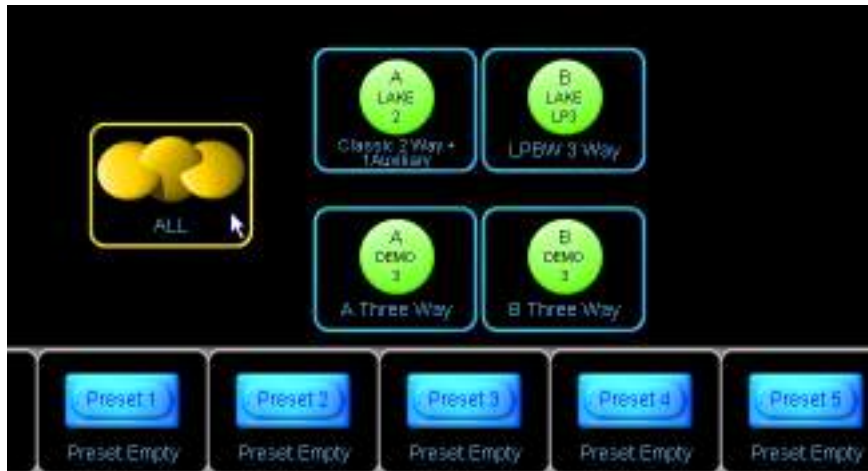 A
LAKE
2
Classic 2 Way +
1Auxiliary
B
LAKE
LP3
LPBW 3 Way
ALL
A
DEMO
3
A Three Way
B
DEMO
3
B Three Way
Preset 1
Preset 2
Preset 3
Preset 4
Preset 5
Preset Empty
Preset Empty
Preset Empty
Preset Empty
Preset Empty